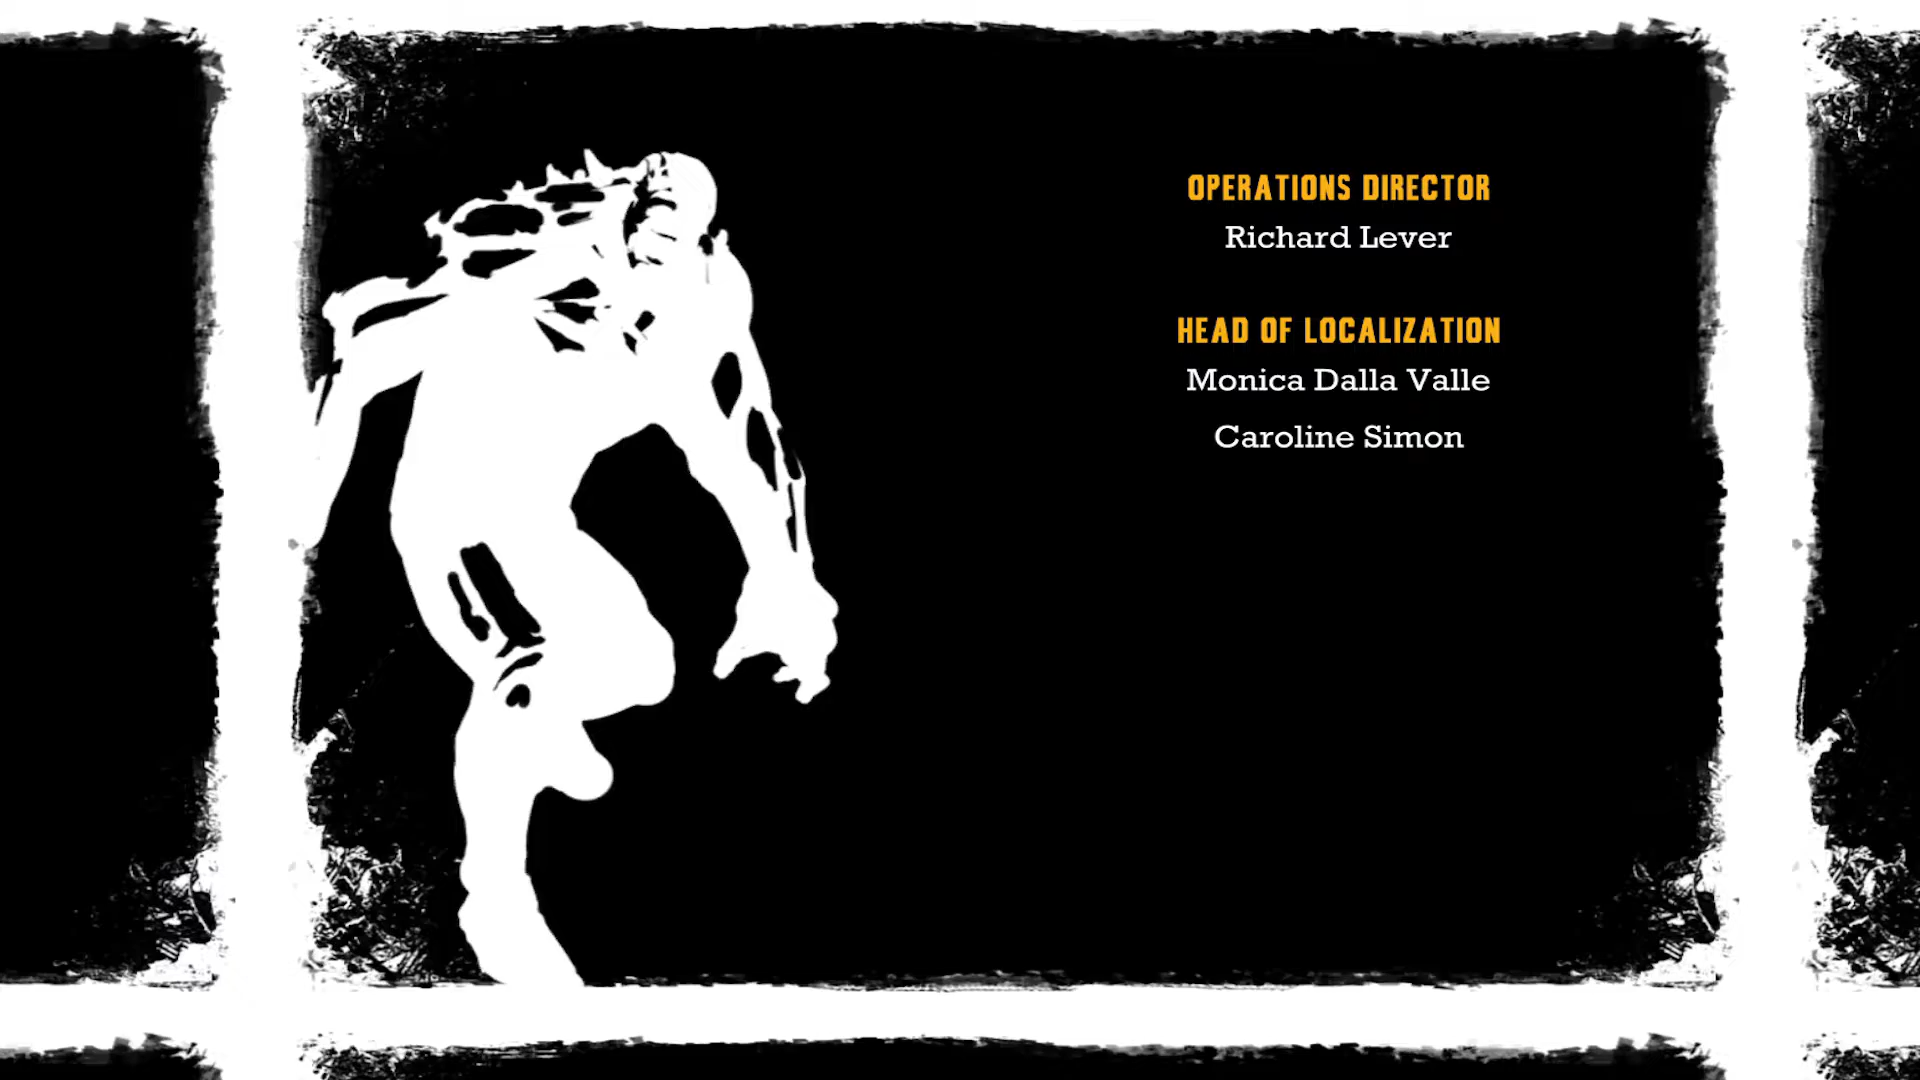 OPERATIONS DIRECTOR
Richard Lever
HEAD OF LOCALIZATION
Monica Dalla Valle
Caroline Simon